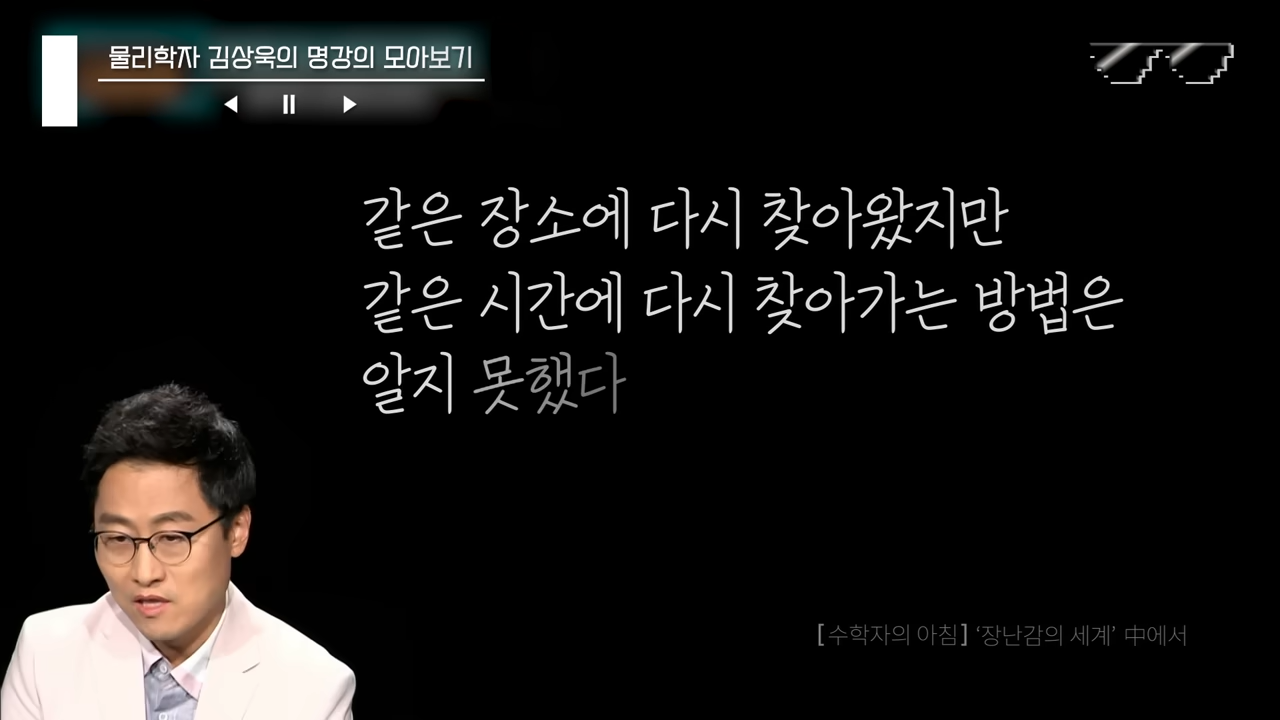 물리학자 김상욱의 명강의 모아보기
같은 장소에 다시 찾아왔지만
같은 시간에 다시 찾아가는 방법은
알지 못했다
[수학자의 아침] ‘장난감의 세계’ 中에서